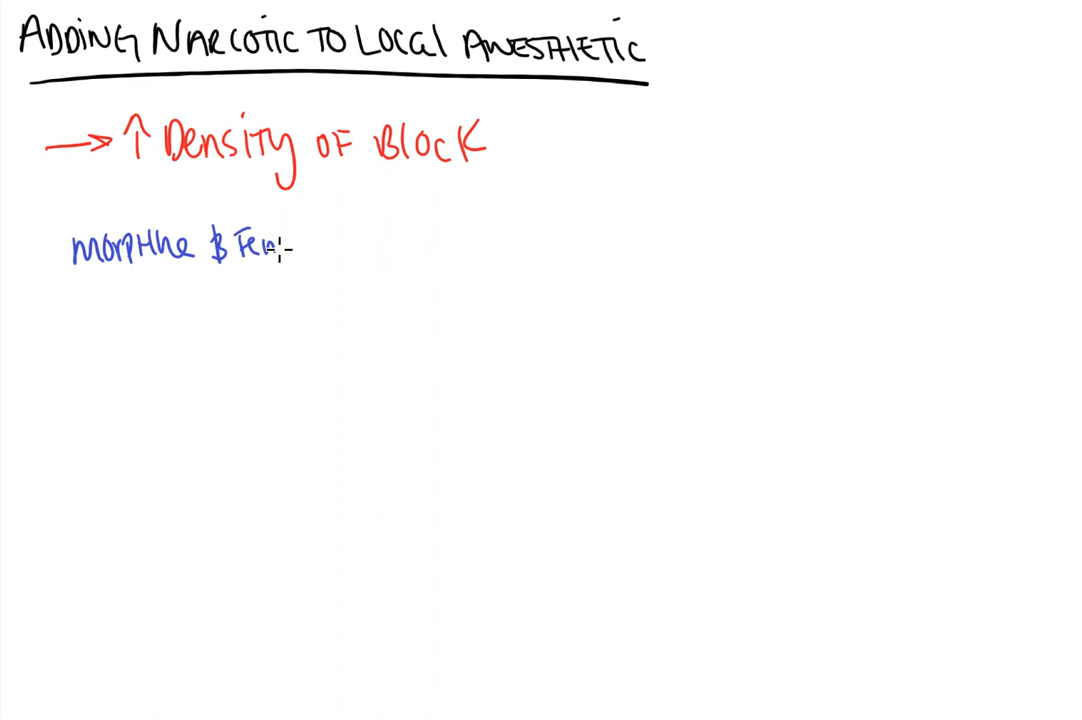 ADDING NARCOTIC TO LOCAL ANESTHETIC
→ ↑ Density OF Block
morphine & Fen